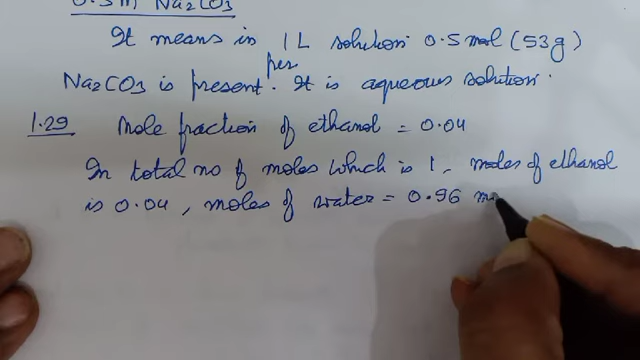 0.5M Na2CO3
It means in 1L solution 0.5 mol (53g)
per
Na2CO3 is present. It is aqueous solution.
1.29 Mole fraction of ethanol = 0.04
In total no of moles which is 1, moles of ethanol
is 0.04, moles of water = 0.96 m